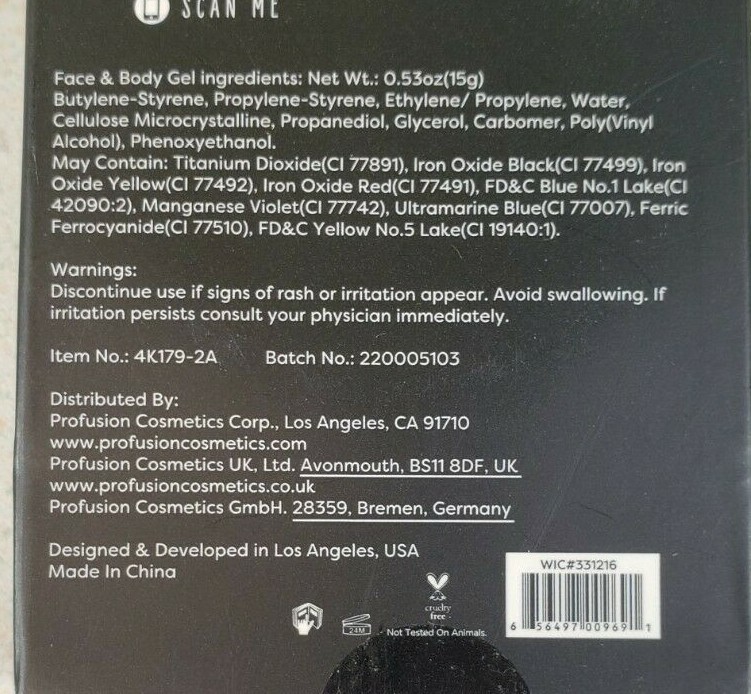 SCAN ME
Face & Body Gel ingredients: Net Wt.: 0.53oz(15g)
Butylene-Styrene, Propylene-Styrene, Ethylene/ Propylene, Water,
Cellulose Microcrystalline, Propanediol, Glycerol, Carbomer, Poly(Vinyl
Alcohol), Phenoxyethanol.
May Contain: Titanium Dioxide(CI 77891), Iron Oxide Black(CI 77499), Iron
Oxide Yellow(CI 77492), Iron Oxide Red(CI 77491), FD&C Blue No.1 Lake(CI
42090:2), Manganese Violet(CI 77742), Ultramarine Blue(CI 77007), Ferric
Ferrocyanide(CI 77510), FD&C Yellow No.5 Lake(CI 19140:1).
Warnings:
Discontinue use if signs of rash or irritation appear. Avoid swallowing. If
irritation persists consult your physician immediately.
Item No.: 4K179-2A Batch No.: 220005103
Distributed By:
Profusion Cosmetics Corp., Los Angeles, CA 91710
www.profusioncosmetics.com
Profusion Cosmetics UK, Ltd. Avonmouth, BS11 8DF, UK
www.profusioncosmetics.co.uk
Profusion Cosmetics GmbH. 28359, Bremen, Germany
Designed & Developed in Los Angeles, USA
Made In China
24M
cruelty
free
Not Tested On Animals.
WIC#331216
6 56497 00969 1